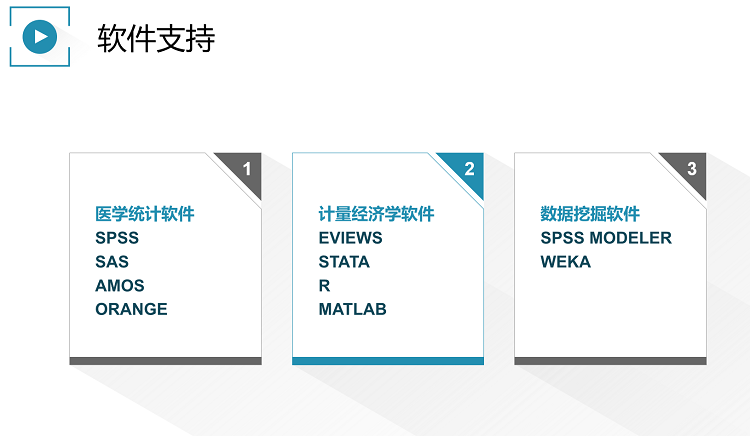 软件支持
1
医学统计软件
SPSS
SAS
AMOS
ORANGE
2
计量经济学软件
EVIEWS
STATA
R
MATLAB
3
数据挖掘软件
SPSS MODELER
WEKA